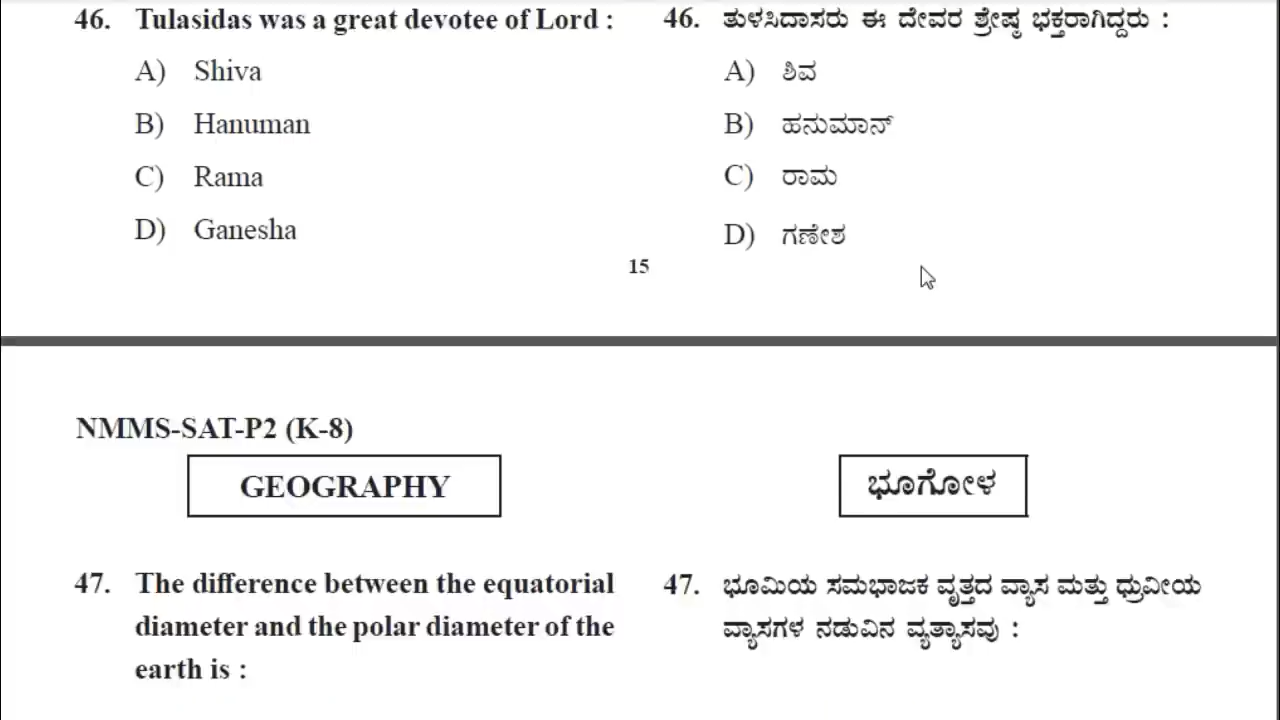 46. Tulasidas was a great devotee of Lord :
A) Shiva
B) Hanuman
C) Rama
D) Ganesha
46. ತುಳಸಿದಾಸರು ಈ ದೇವರ ಶ್ರೇಷ್ಠ ಭಕ್ತರಾಗಿದ್ದರು :
A) ಶಿವ
B) ಹನುಮಾನ್
C) ರಾಮ
D) ಗಣೇಶ
15
NMMS-SAT-P2 (K-8)
GEOGRAPHY
ಭೂಗೋಳ
47. The difference between the equatorial
diameter and the polar diameter of the
earth is :
47. ಭೂಮಿಯ ಸಮಭಾಜಕ ವೃತ್ತದ ವ್ಯಾಸ ಮತ್ತು ಧ್ರುವೀಯ
ವ್ಯಾಸಗಳ ನಡುವಿನ ವ್ಯತ್ಯಾಸವು :